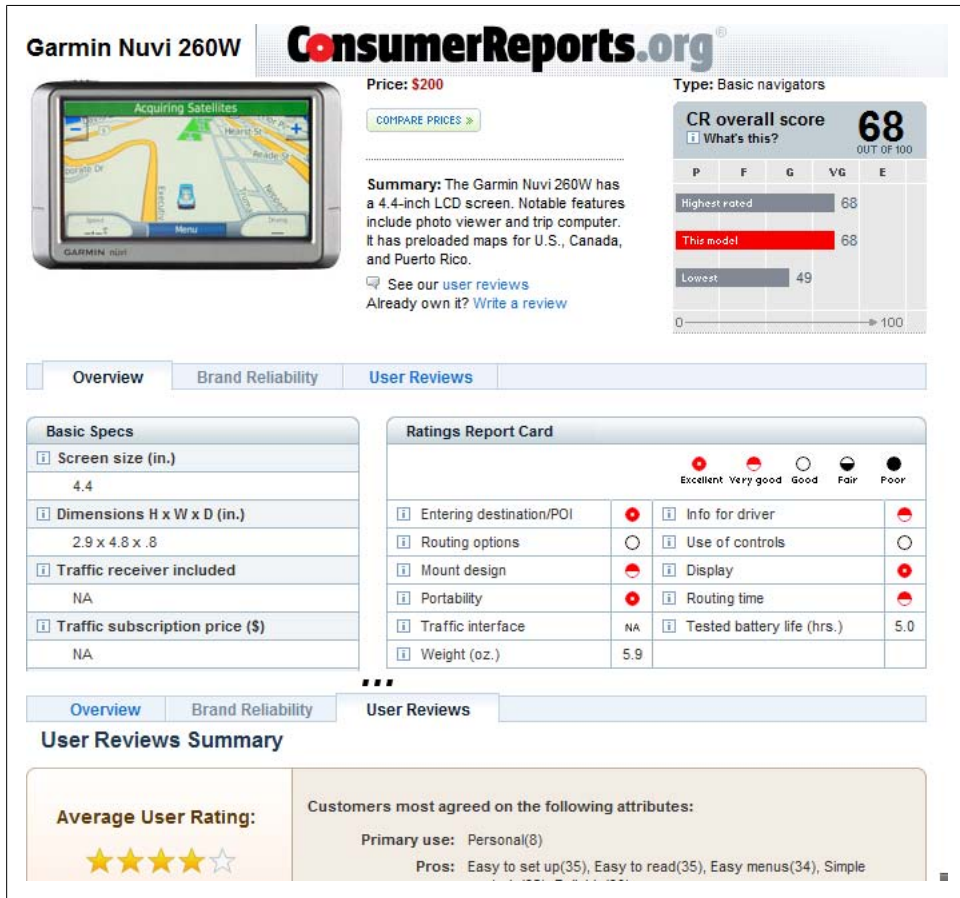 Garmin Nuvi 260W
ConsumerReports.org®
Price: $200
COMPARE PRICES »
Summary: The Garmin Nuvi 260W has
a 4.4-inch LCD screen. Notable features
include photo viewer and trip computer.
It has preloaded maps for U.S., Canada,
and Puerto Rico.
See our user reviews
Already own it? Write a review
Type: Basic navigators
CR overall score
What's this?
68
OUT OF 100
P F G VG E
Highest rated 68
This model 68
Lowest 49
0 100
Acquiring Satellites
Hearst St
Reade St
porate Dr
Executiv
Speed
Menu
GARMIN nüvi
Overview Brand Reliability User Reviews
Basic Specs
Screen size (in.)
4.4
Dimensions H x W x D (in.)
2.9 x 4.8 x .8
Traffic receiver included
NA
Traffic subscription price ($)
NA
Ratings Report Card
Excellent Very good Good Fair Poor
Entering destination/POI Info for driver
Routing options Use of controls
Mount design Display
Portability Routing time
Traffic interface NA Tested battery life (hrs.) 5.0
Weight (oz.) 5.9
...
Overview Brand Reliability User Reviews
User Reviews Summary
Average User Rating:
Customers most agreed on the following attributes:
Primary use: Personal(8)
Pros: Easy to set up(35), Easy to read(35), Easy menus(34), Simple